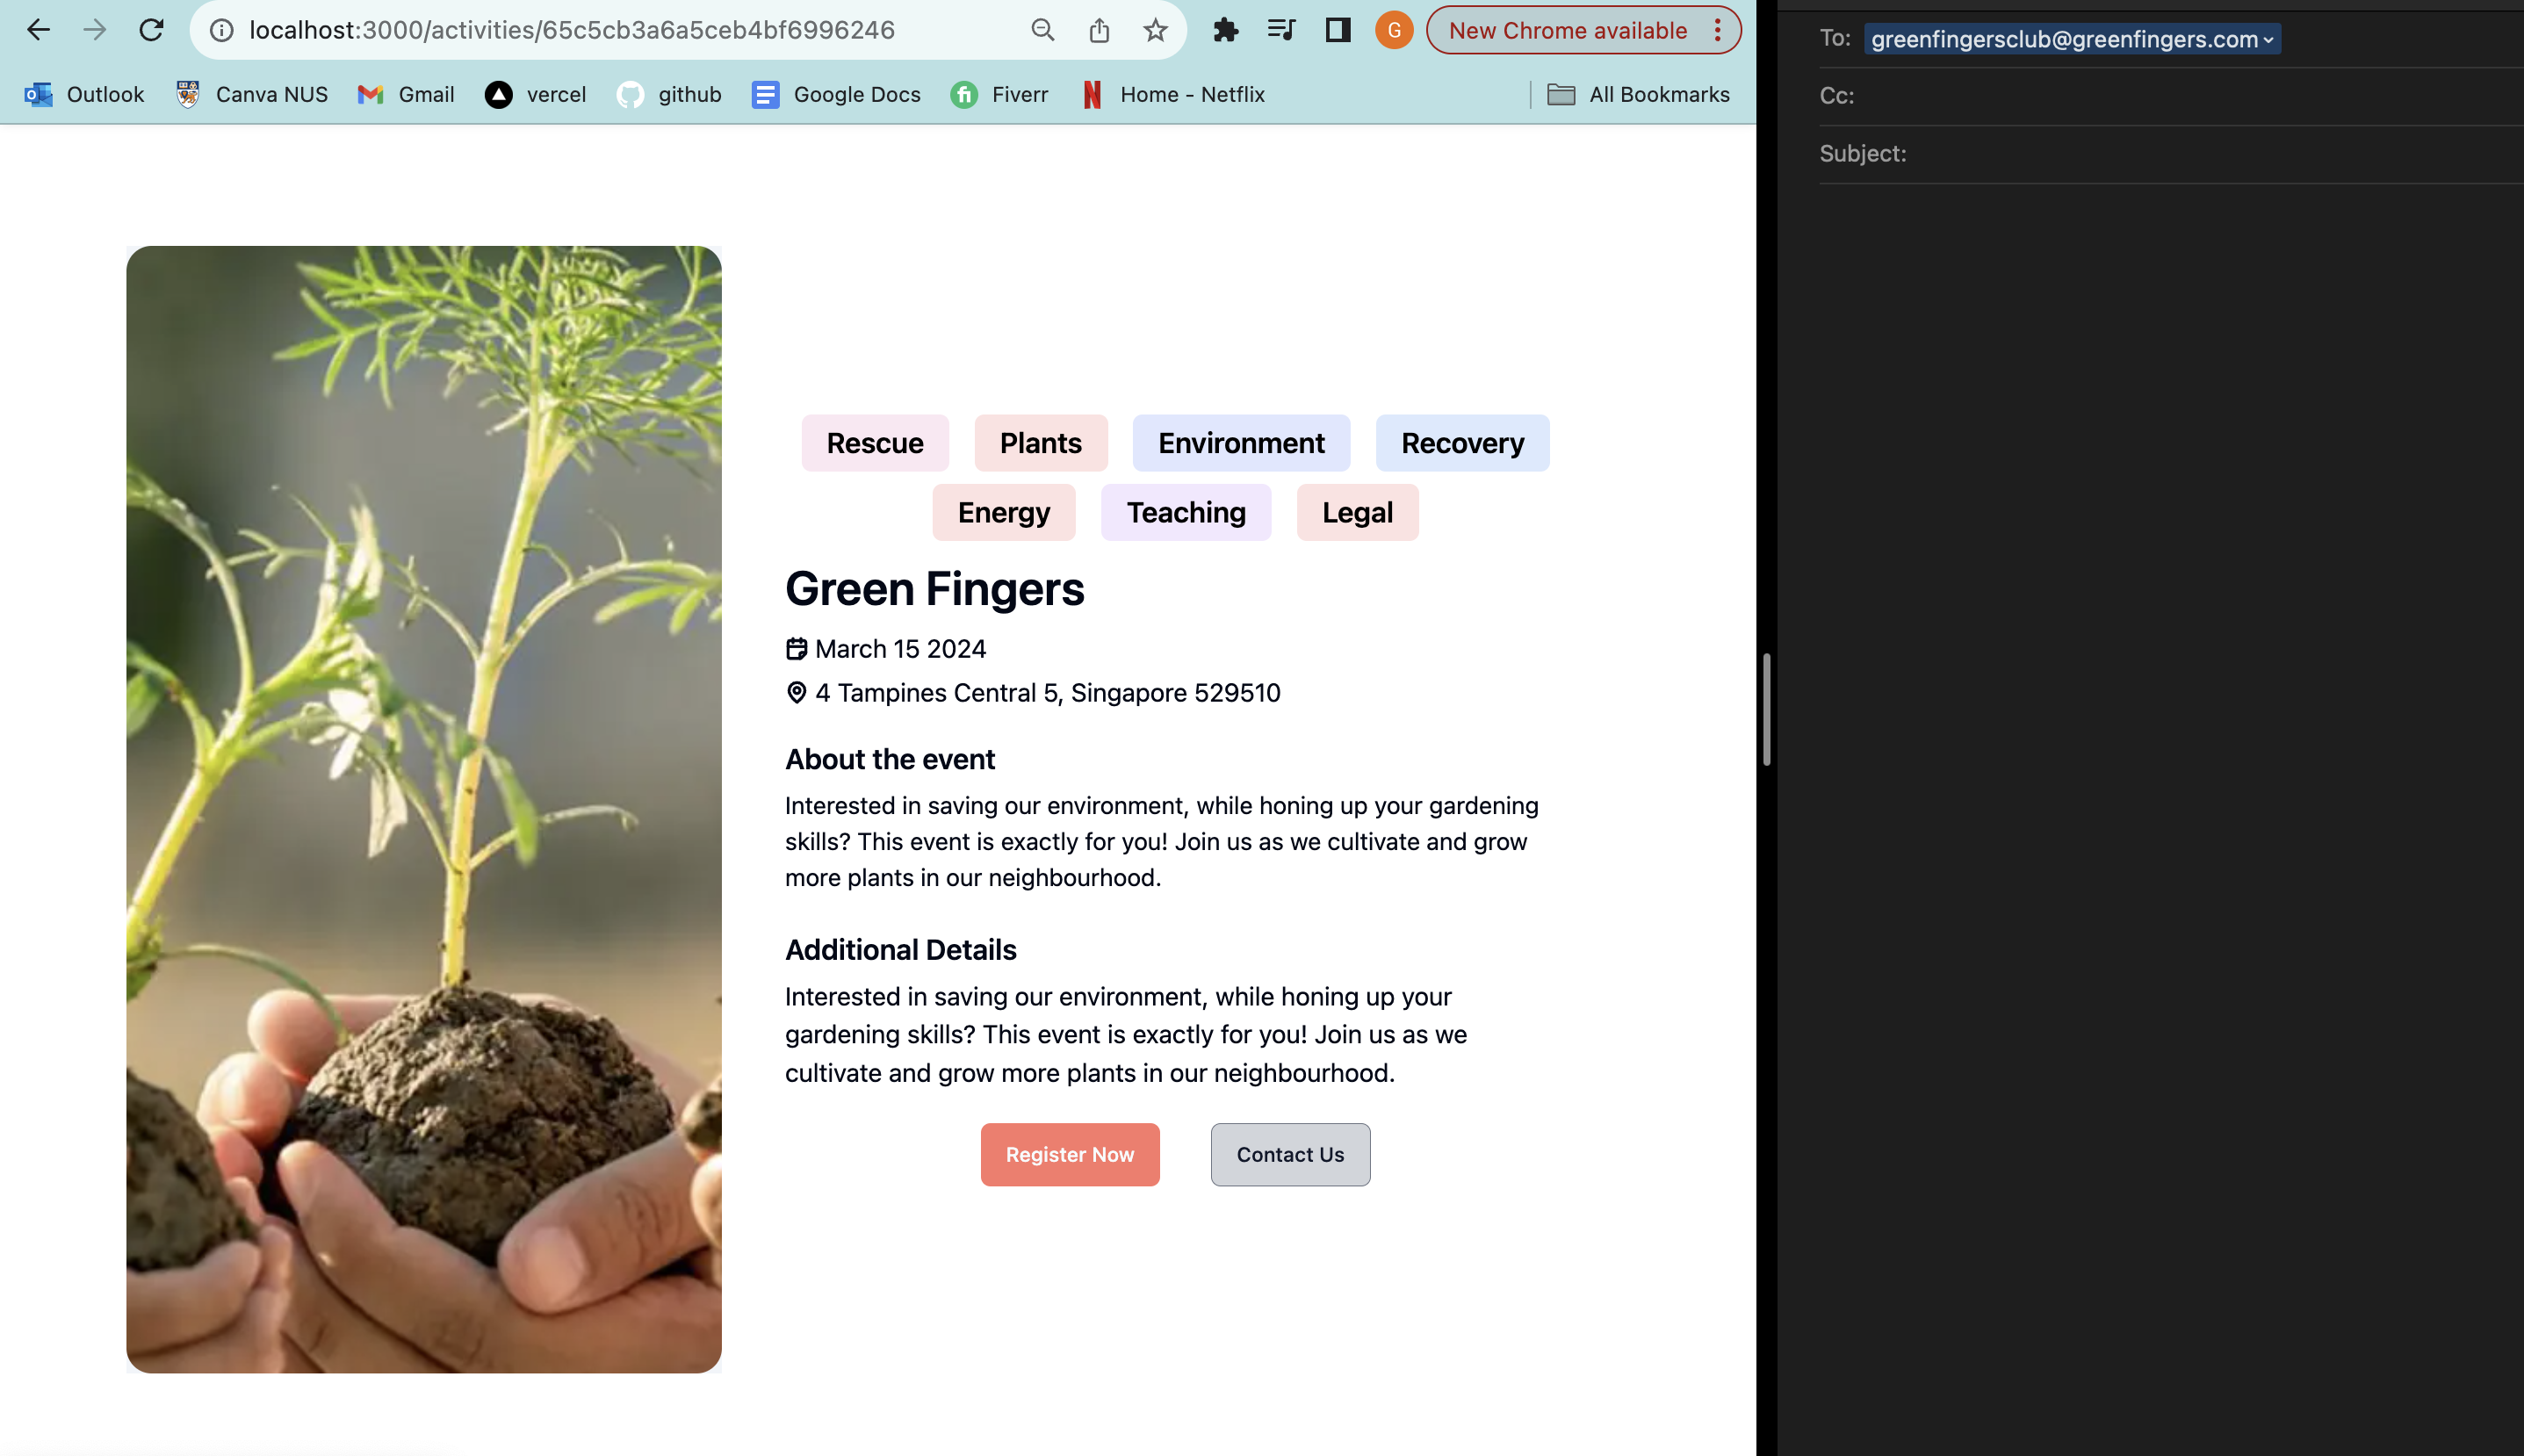 localhost:3000/activities/65c5cb3a6a5ceb4bf6996246
G
New Chrome available
Outlook
Canva NUS
Gmail
vercel
github
Google Docs
fi
Fiverr
Home - Netflix
All Bookmarks
Rescue
Plants
Environment
Recovery
Energy
Teaching
Legal
Green Fingers
March 15 2024
4 Tampines Central 5, Singapore 529510
About the event
Interested in saving our environment, while honing up your gardening
skills? This event is exactly for you! Join us as we cultivate and grow
more plants in our neighbourhood.
Additional Details
Interested in saving our environment, while honing up your
gardening skills? This event is exactly for you! Join us as we
cultivate and grow more plants in our neighbourhood.
Register Now
Contact Us
To: greenfingersclub@greenfingers.com
Cc:
Subject: